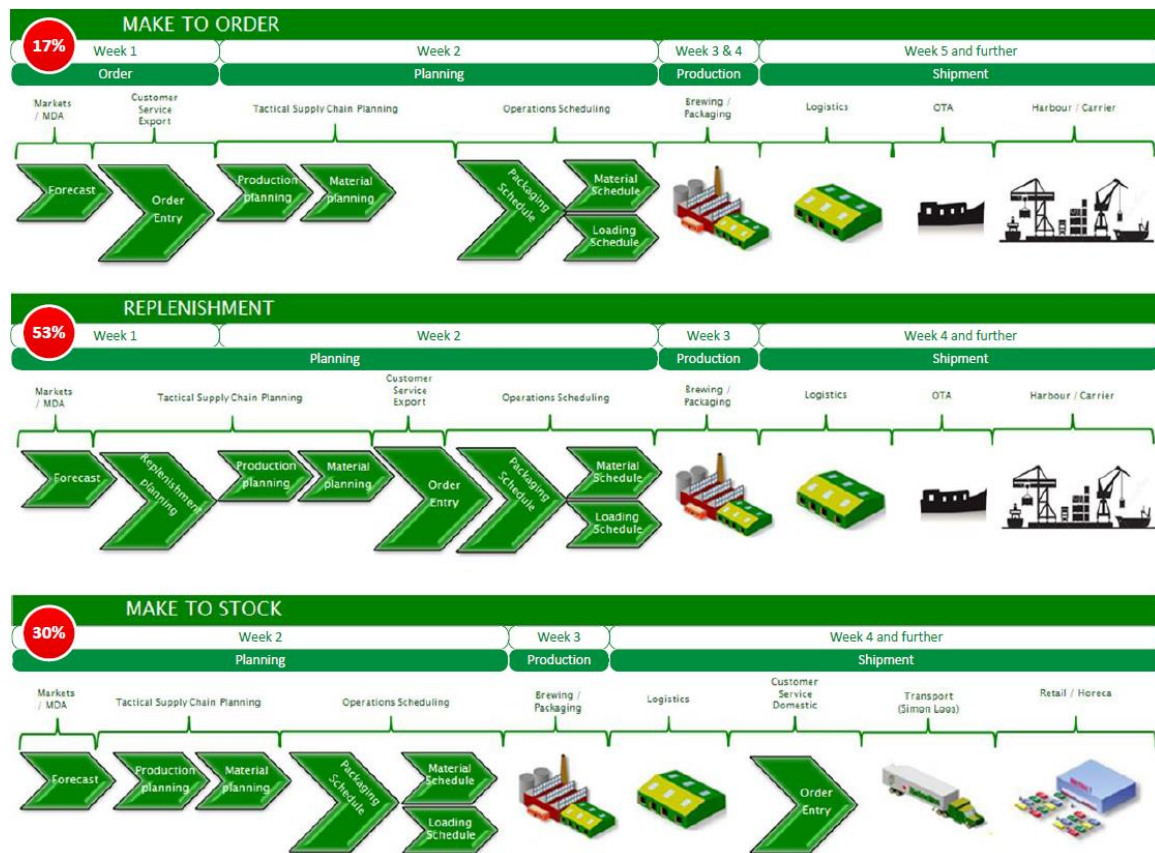 MAKE TO ORDER
17%
Week 1
Week 2
Week 3 & 4
Week 5 and further
Order
Planning
Production
Shipment
Markets
/ MDA
Customer
Service
Export
Tactical Supply Chain Planning
Operations Scheduling
Brewing /
Packaging
Logistics
OTA
Harbour / Carrier
Forecast
Order
Entry
Production
planning
Material
planning
Packaging
Schedule
Material
Schedule
Loading
Schedule
REPLENISHMENT
53%
Week 1
Week 2
Week 3
Week 4 and further
Planning
Production
Shipment
Markets
/ MDA
Tactical Supply Chain Planning
Customer
Service
Export
Operations Scheduling
Brewing /
Packaging
Logistics
OTA
Harbour / Carrier
Forecast
Replenishment
planning
Production
planning
Material
planning
Order
Entry
Packaging
Schedule
Material
Schedule
Loading
Schedule
MAKE TO STOCK
30%
Week 2
Week 3
Week 4 and further
Planning
Production
Shipment
Markets
/ MDA
Tactical Supply Chain Planning
Operations Scheduling
Brewing /
Packaging
Logistics
Customer
Service
Domestic
Transport
(Simon Loos)
Retail / Horeca
Forecast
Production
planning
Material
planning
Packaging
Schedule
Material
Schedule
Loading
Schedule
Order
Entry
Heineken